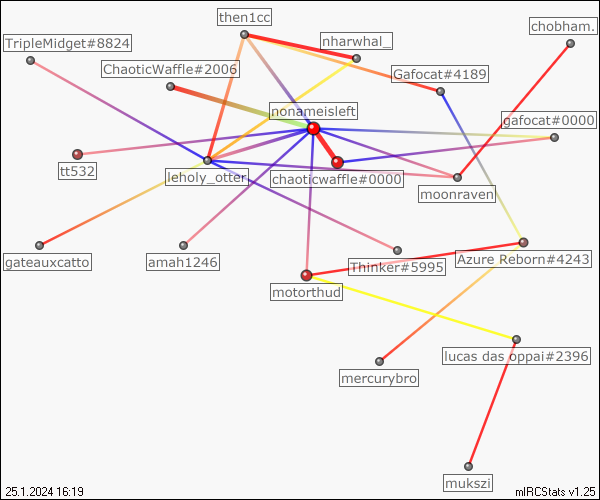 then1cc
chobham.
TripleMidget#8824
nharwhal_
ChaoticWaffle#2006
Gafocat#4189
nonameisleft
gafocat#0000
tt532
leholy_otter
chaoticwaffle#0000
moonraven
gateauxcatto
amah1246
Thinker#5995
Azure Reborn#4243
motorthud
lucas das oppai#2396
mercurybro
mukszi
25.1.2024 16:19
mIRCStats v1.25